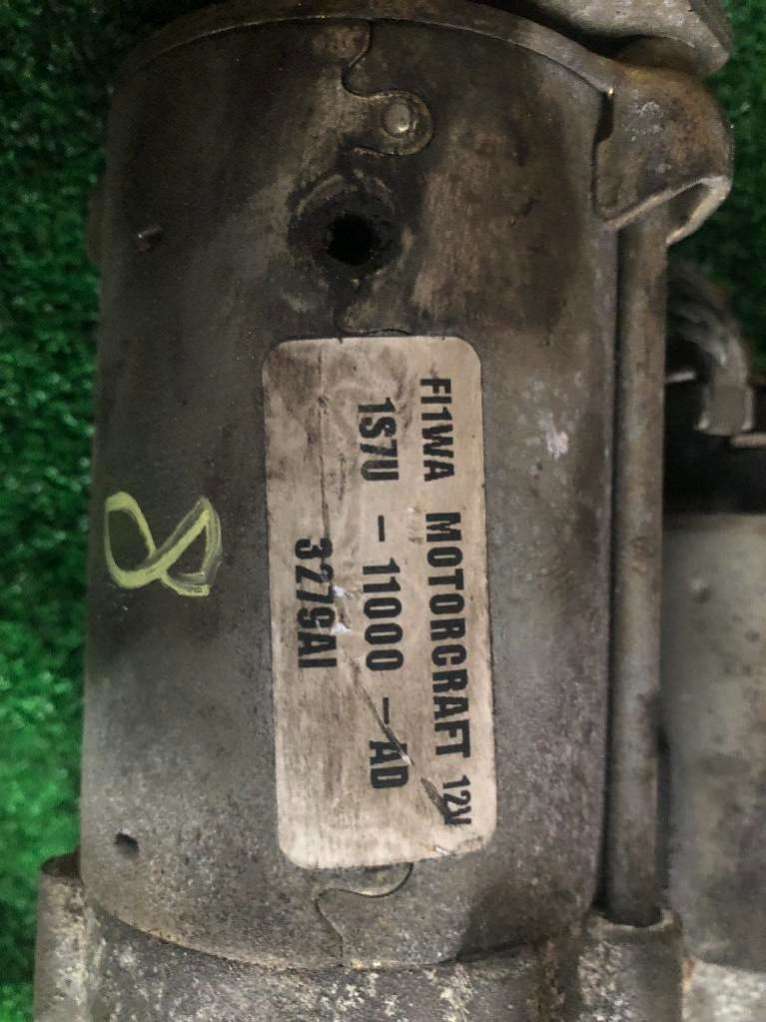 FI1WA MOTORCRAFT 12V
1S7U - 11000 - AD
3279AI
8